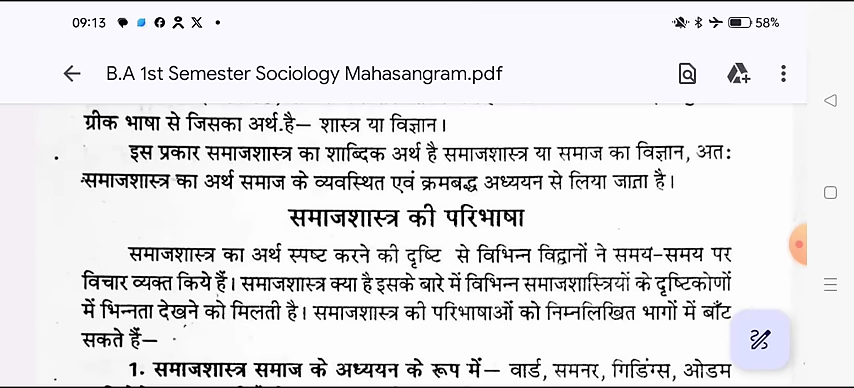 09:13
58%
B.A 1st Semester Sociology Mahasangram.pdf
ग्रीक भाषा से जिसका अर्थ है— शास्त्र या विज्ञान।
इस प्रकार समाजशास्त्र का शाब्दिक अर्थ है समाजशास्त्र या समाज का विज्ञान, अतः
समाजशास्त्र का अर्थ समाज के व्यवस्थित एवं क्रमबद्ध अध्ययन से लिया जाता है।
समाजशास्त्र की परिभाषा
समाजशास्त्र का अर्थ स्पष्ट करने की दृष्टि से विभिन्न विद्वानों ने समय-समय पर
विचार व्यक्त किये हैं। समाजशास्त्र क्या है इसके बारे में विभिन्न समाजशास्त्रियों के दृष्टिकोणों
में भिन्नता देखने को मिलती है। समाजशास्त्र की परिभाषाओं को निम्नलिखित भागों में बाँट
सकते हैं—
1. समाजशास्त्र समाज के अध्ययन के रूप में— वार्ड, समनर, गिडिंग्स, ओडम